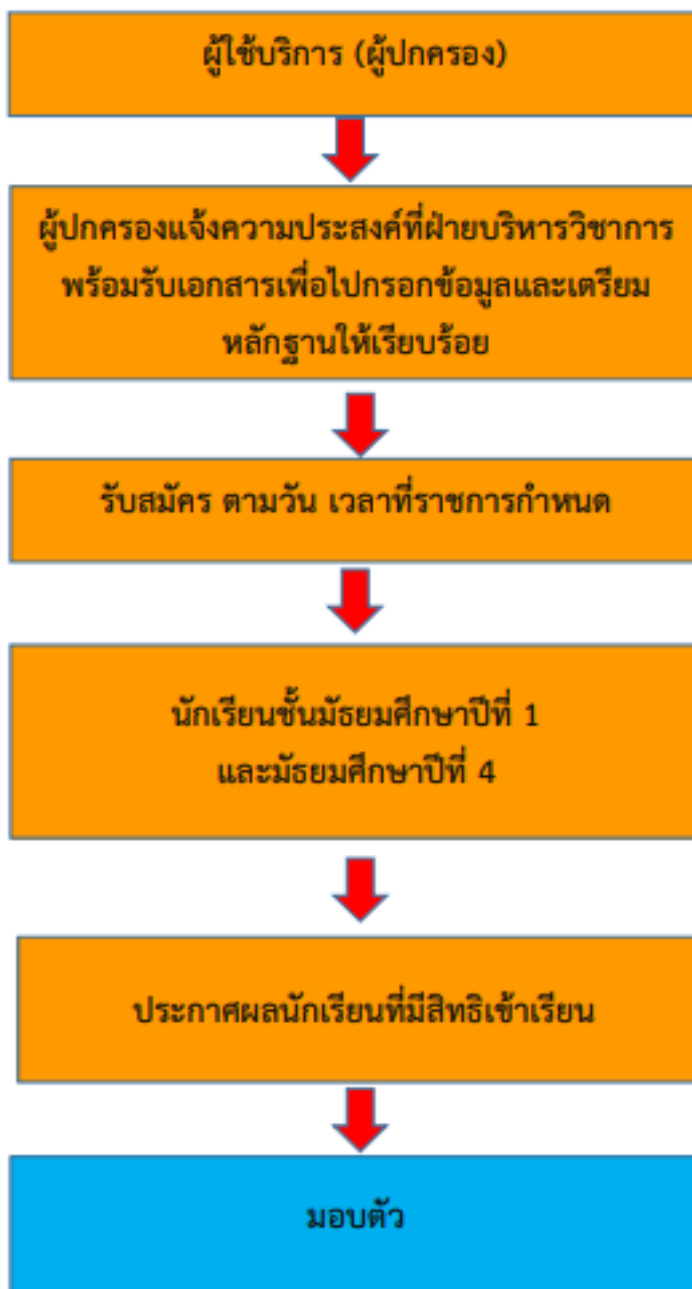 ผู้ใช้บริการ (ผู้ปกครอง)
ผู้ปกครองแจ้งความประสงค์ที่ฝ่ายบริหารวิชาการ
พร้อมรับเอกสารเพื่อไปกรอกข้อมูลและเตรียม
หลักฐานให้เรียบร้อย
รับสมัคร ตามวัน เวลาที่ราชการกำหนด
นักเรียนชั้นมัธยมศึกษาปีที่ 1
และมัธยมศึกษาปีที่ 4
ประกาศผลนักเรียนที่มีสิทธิเข้าเรียน
มอบตัว